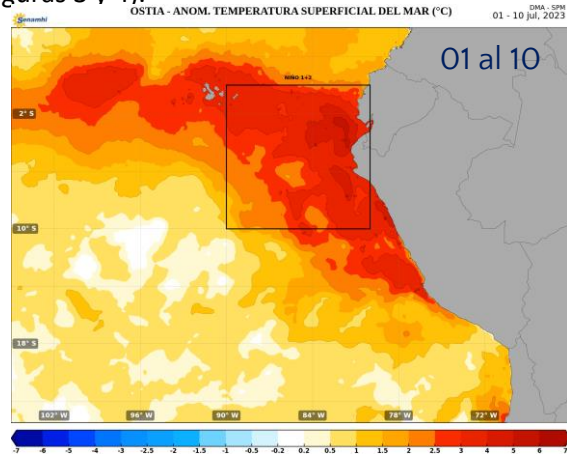 guras 3 y 4).
Senamhi
OSTIA - ANOM. TEMPERATURA SUPERFICIAL DEL MAR (°C)
DMA - SPM
01 - 10 jul, 2023
01 al 10
NIÑO 1+2
2° S
10° S
18° S
102° W 96° W 90° W 84° W 78° W 72° W
-7 -6 -5 -4 -3 -2.5 -2 -1.5 -1 -0.5 -0.2 0.2 0.5 1 1.5 2 2.5 3 4 5 6 7